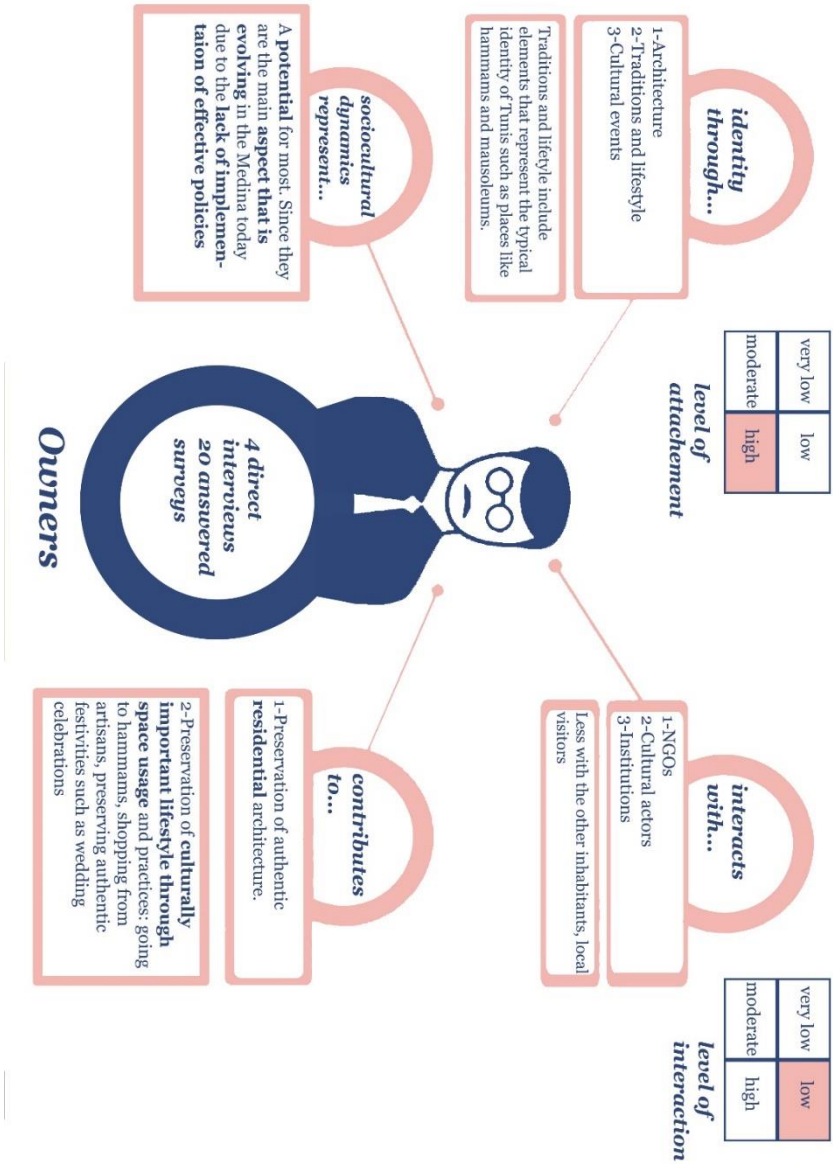 very low
low
moderate
high
level of
attachement
identity
through...
1-Architecture
2-Traditions and lifestyle
3-Cultural events
Traditions and lifetyle include
elements that represent the typical
identity of Tunis such as places like
hammams and mausoleums.
sociocultural
dynamics
represent...
A potential for most. Since they
are the main aspect that is
evolving in the Medina today
due to the lack of implemen-
taion of effective policies
very low
low
moderate
high
level of
interaction
interacts
with...
1-NGOs
2-Cultural actors
3-Institutions
Less with the other inhabitants, local
visitors
contributes
to...
1-Preservation of authentic
residential architecture.
2-Preservation of culturally
important lifestyle through
space usage and practices: going
to hammams, shopping from
artisans, preserving authentic
festivities such as wedding
celebrations
4 direct
interviews
20 answered
surveys
Owners